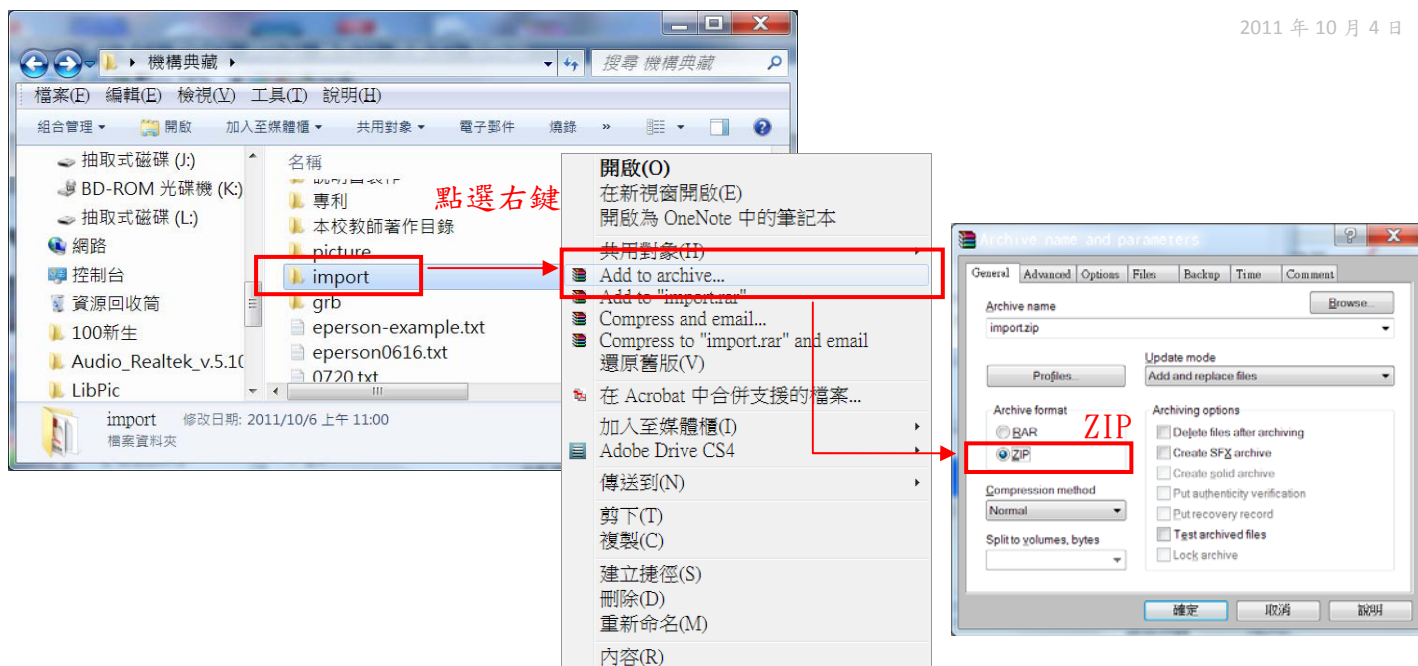 2011 年 10 月 4 日
機構典藏
搜尋 機構典藏
檔案(F) 編輯(E) 檢視(V) 工具(T) 說明(H)
組合管理 開啟 加入至媒體櫃 共用對象 電子郵件 燒錄 »
抽取式磁碟 (J:)
BD-ROM 光碟機 (K:)
抽取式磁碟 (L:)
網路
控制台
資源回收筒
100新生
Audio_Realtek_v.5.10
LibPic
名稱
專利
本校教師著作目錄
picture
import
grb
eperson-example.txt
eperson0616.txt
0720.txt
import 修改日期: 2011/10/6 上午 11:00
檔案資料夾
點選右鍵
開啟(O)
在新視窗開啟(E)
開啟為 OneNote 中的筆記本
共用對象(H)
Add to archive...
Add to "import.rar"
Compress and email...
Compress to "import.rar" and email
還原舊版(V)
在 Acrobat 中合併支援的檔案...
加入至媒體櫃(I)
Adobe Drive CS4
傳送到(N)
剪下(T)
複製(C)
建立捷徑(S)
刪除(D)
重新命名(M)
內容(R)
Archive name and parameters
General Advanced Options Files Backup Time Comment
Archive name
Browse...
import.zip
Profiles...
Update mode
Add and replace files
Archive format
RAR
ZIP
ZIP
Compression method
Normal
Split to volumes, bytes
Archiving options
Delete files after archiving
Create SFX archive
Create solid archive
Put authenticity verification
Put recovery record
Test archived files
Lock archive
確定 取消 說明